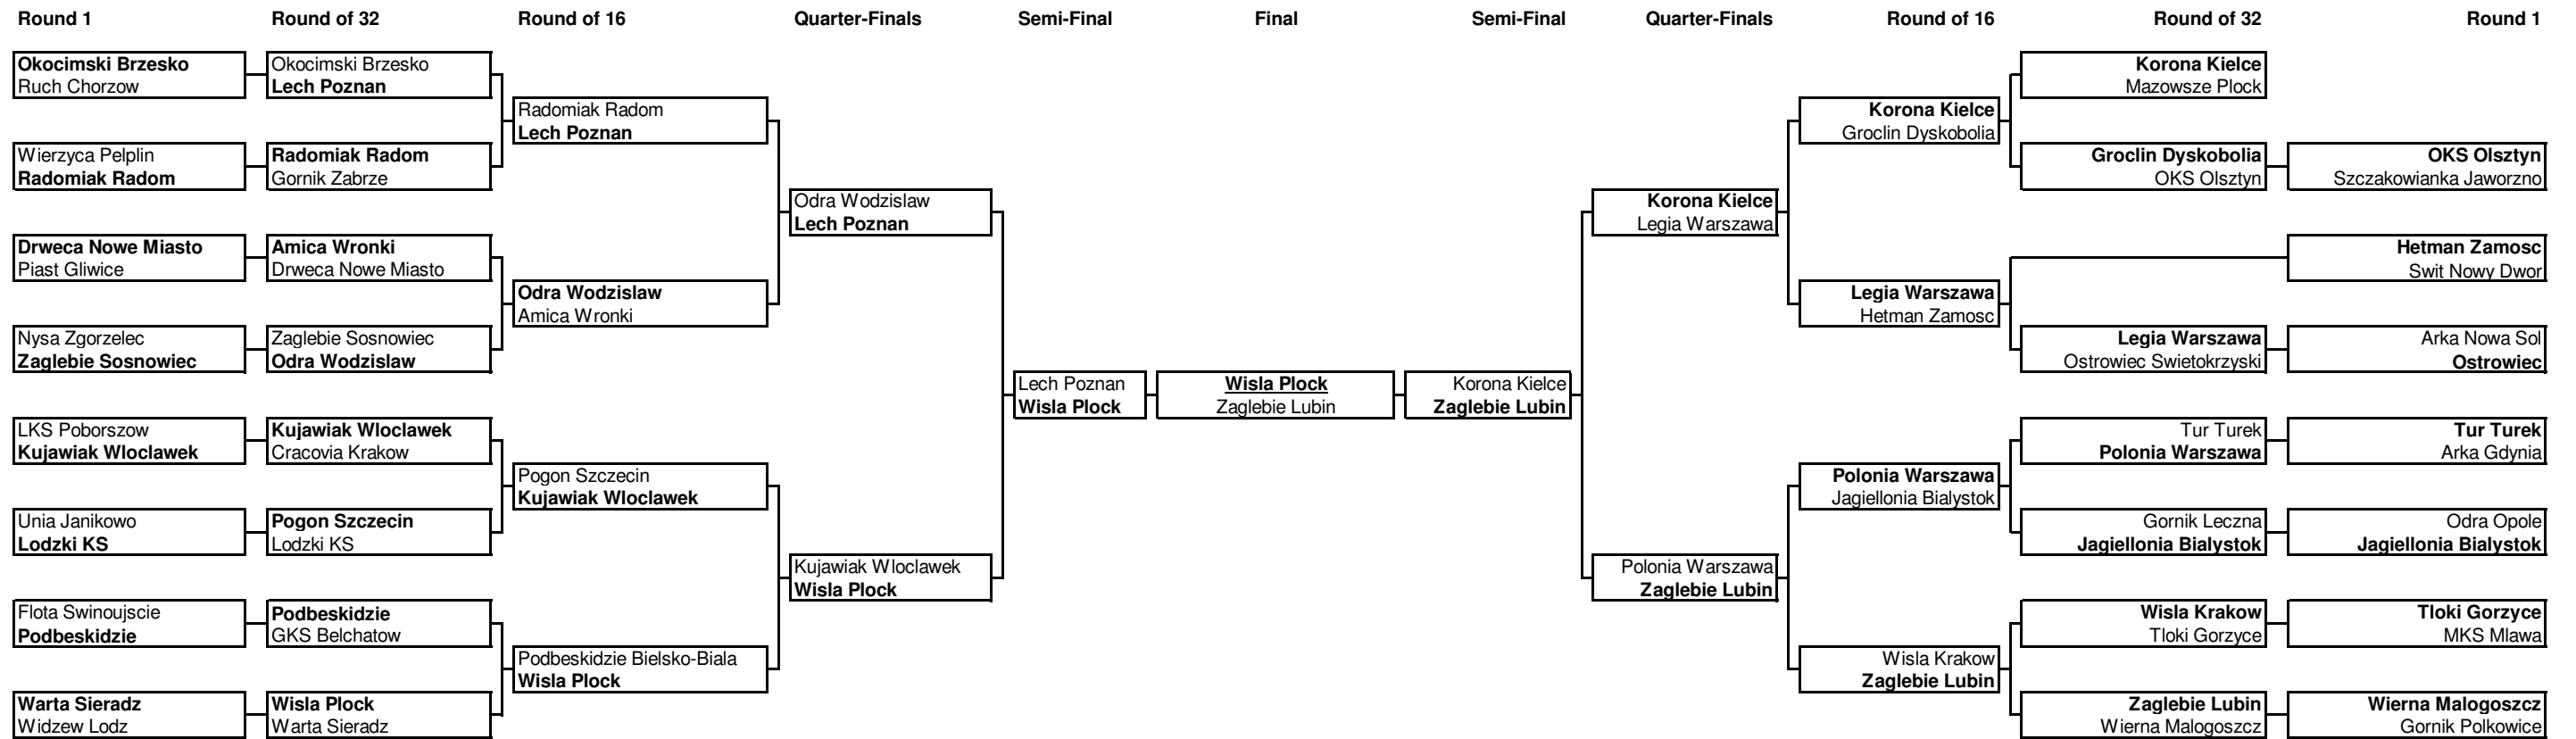 Round 1
Round of 32
Round of 16
Quarter-Finals
Semi-Final
Final
Semi-Final
Quarter-Finals
Round of 16
Round of 32
Round 1
Okocimski Brzesko
Ruch Chorzow
Wierzyca Pelplin
Radomiak Radom
Drweca Nowe Miasto
Piast Gliwice
Nysa Zgorzelec
Zaglebie Sosnowiec
LKS Poborszow
Kujawiak Wloclawek
Unia Janikowo
Lodzki KS
Flota Swinoujscie
Podbeskidzie
Warta Sieradz
Widzew Lodz
Okocimski Brzesko
Lech Poznan
Radomiak Radom
Gornik Zabrze
Amica Wronki
Drweca Nowe Miasto
Zaglebie Sosnowiec
Odra Wodzislaw
Kujawiak Wloclawek
Cracovia Krakow
Pogon Szczecin
Lodzki KS
Podbeskidzie
GKS Belchatow
Wisla Plock
Warta Sieradz
Radomiak Radom
Lech Poznan
Odra Wodzislaw
Amica Wronki
Pogon Szczecin
Kujawiak Wloclawek
Podbeskidzie Bielsko-Biala
Wisla Plock
Odra Wodzislaw
Lech Poznan
Kujawiak Wloclawek
Wisla Plock
Lech Poznan
Wisla Plock
Wisla Plock
Zaglebie Lubin
Korona Kielce
Zaglebie Lubin
Korona Kielce
Legia Warszawa
Polonia Warszawa
Zaglebie Lubin
Korona Kielce
Groclin Dyskobolia
Legia Warszawa
Hetman Zamosc
Polonia Warszawa
Jagiellonia Bialystok
Wisla Krakow
Zaglebie Lubin
Korona Kielce
Mazowsze Plock
Groclin Dyskobolia
OKS Olsztyn
Legia Warszawa
Ostrowiec Swietokrzyski
Tur Turek
Polonia Warszawa
Gornik Leczna
Jagiellonia Bialystok
Wisla Krakow
Tloki Gorzyce
Zaglebie Lubin
Wierna Malogoszcz
OKS Olsztyn
Szczakowianka Jaworzno
Hetman Zamosc
Swit Nowy Dwor
Arka Nowa Sol
Ostrowiec
Tur Turek
Arka Gdynia
Odra Opole
Jagiellonia Bialystok
Tloki Gorzyce
MKS Mlawa
Wierna Malogoszcz
Gornik Polkowice